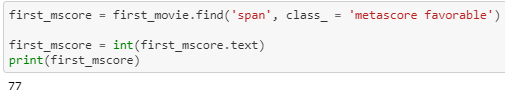 first_mscore = first_movie.find('span', class_ = 'metascore favorable')
first_mscore = int(first_mscore.text)
print(first_mscore)
77